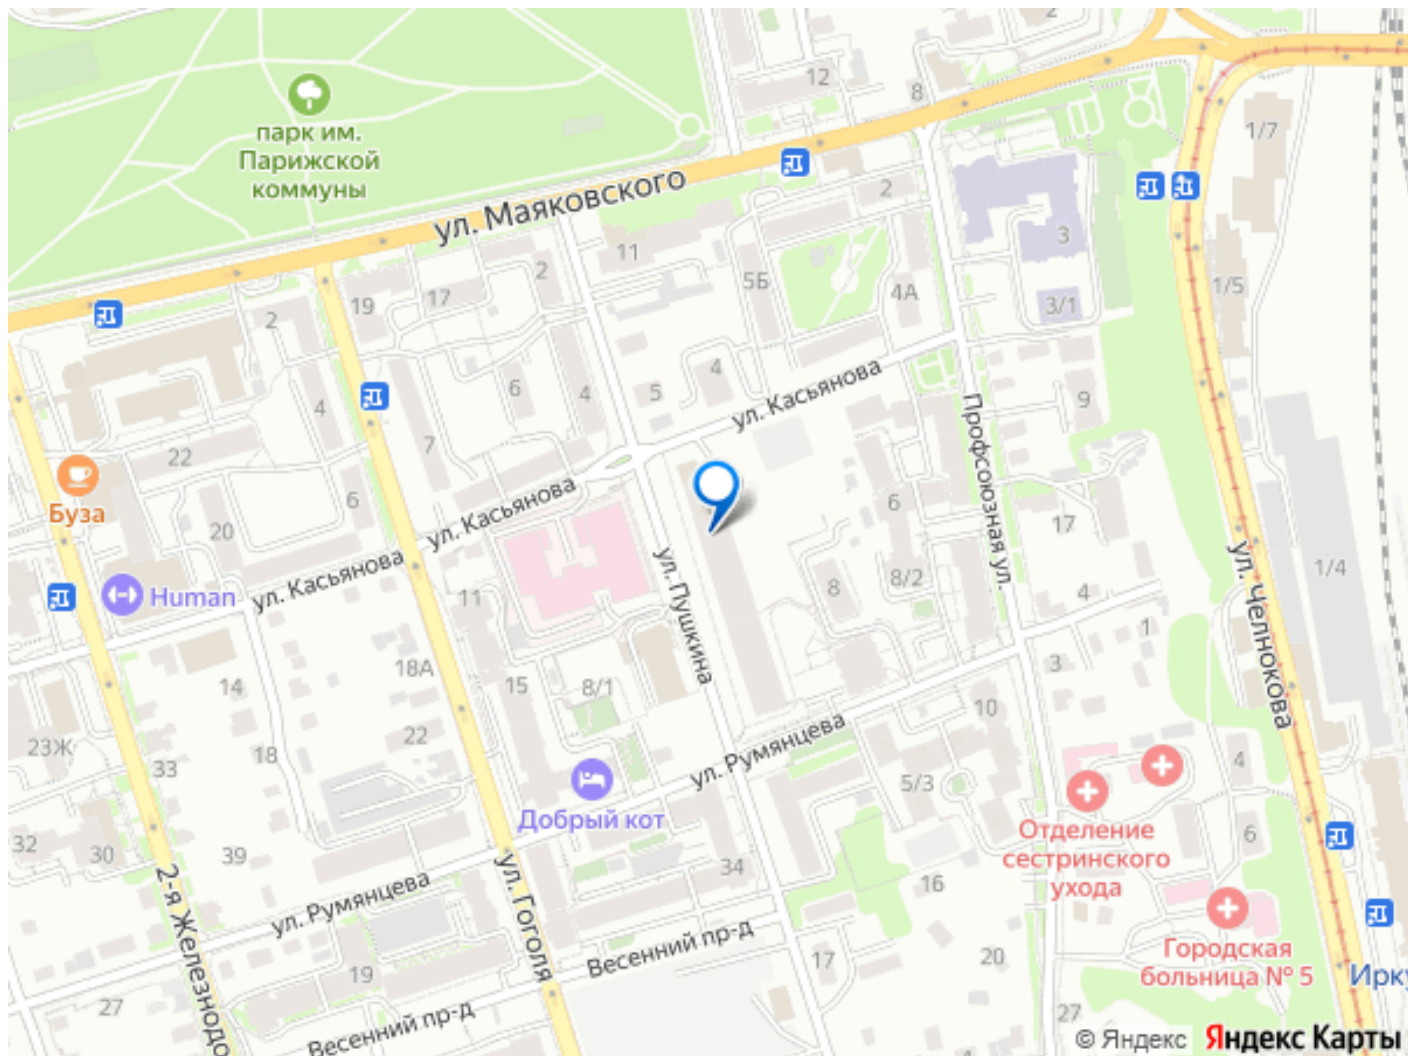 2
12
8
1/7
парк им.
Парижской
коммуны
ул. Маяковского
2
3
11
2
5Б
4А
3/1
1/5
19
17
2
6
4
5
4
ул. Касьянова
9
4
7
22
Профсоюзная ул.
Буза
6
20
ул. Касьянова
6
17
ул. Касьянова
ул. Пушкина
8/2
8
ул. Челнокова
1/4
Human
11
4
1
3
18А
14
15
8/1
10
22
ул. Румянцева
23Ж
18
33
5/3
4
Добрый кот
Отделение
сестринского
ухода
6
32
30
39
2-я Железнодо
ул. Румянцева
ул. Гоголя
34
16
Весенний пр-д
17
20
Городская
больница № 5
Ирку
19
27
27
Весенний пр-д
© Яндекс Яндекс Карты